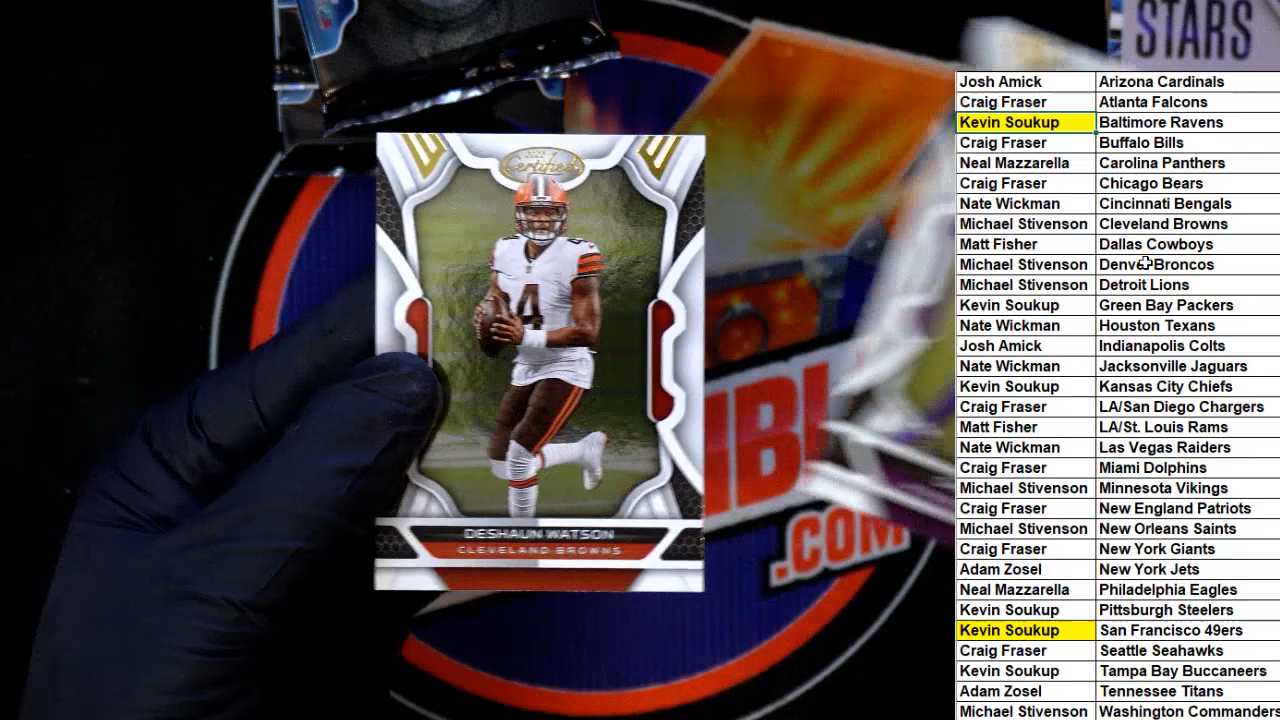 STARS
Certified
4
DESHAUN WATSON
CLEVELAND BROWNS
.COM
Josh Amick Arizona Cardinals
Craig Fraser Atlanta Falcons
Kevin Soukup Baltimore Ravens
Craig Fraser Buffalo Bills
Neal Mazzarella Carolina Panthers
Craig Fraser Chicago Bears
Nate Wickman Cincinnati Bengals
Michael Stivenson Cleveland Browns
Matt Fisher Dallas Cowboys
Michael Stivenson Denver Broncos
Michael Stivenson Detroit Lions
Kevin Soukup Green Bay Packers
Nate Wickman Houston Texans
Josh Amick Indianapolis Colts
Nate Wickman Jacksonville Jaguars
Kevin Soukup Kansas City Chiefs
Craig Fraser LA/San Diego Chargers
Matt Fisher LA/St. Louis Rams
Nate Wickman Las Vegas Raiders
Craig Fraser Miami Dolphins
Michael Stivenson Minnesota Vikings
Craig Fraser New England Patriots
Michael Stivenson New Orleans Saints
Craig Fraser New York Giants
Adam Zosel New York Jets
Neal Mazzarella Philadelphia Eagles
Kevin Soukup Pittsburgh Steelers
Kevin Soukup San Francisco 49ers
Craig Fraser Seattle Seahawks
Kevin Soukup Tampa Bay Buccaneers
Adam Zosel Tennessee Titans
Michael Stivenson Washington Commanders